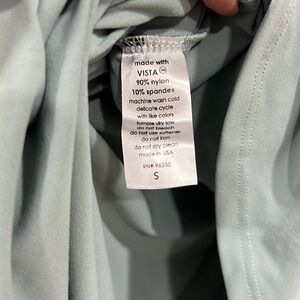 made with
VISTA™
90% nylon
10% spandex
machine wash cold
delicate cycle
with like colors
tumble dry low
do not bleach
do not use softener
do not iron
do not dry clean
made in USA
RN# 96335
S